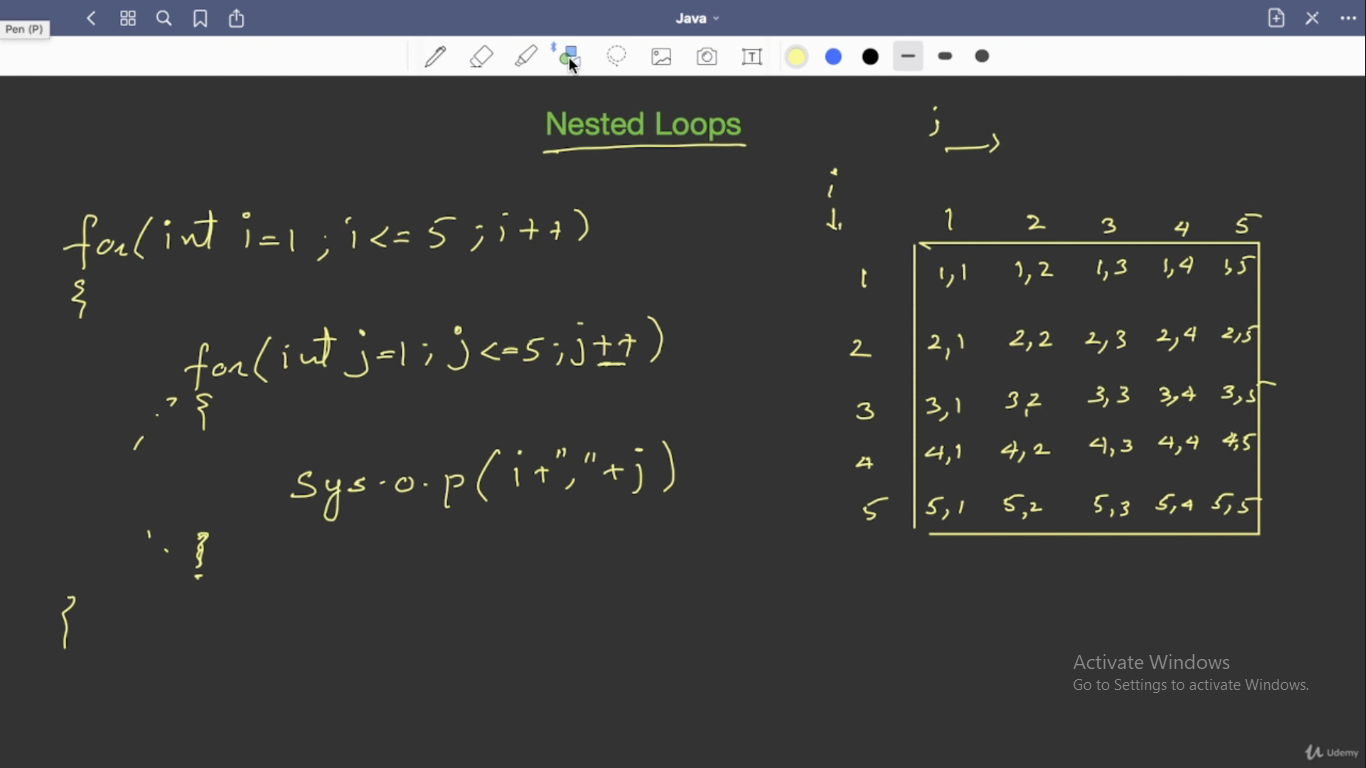 Java
Pen (P)
T
Nested Loops
j
i
for(int i=1 ; i<= 5 ; i++)
{
for(int j=1 ; j<=5 ; j++)
{
Sys.o.p(i+","+j)
}
}
1 2 3 4 5
1 1,1 1,2 1,3 1,4 1,5
2 2,1 2,2 2,3 2,4 2,5
3 3,1 3,2 3,3 3,4 3,5
4 4,1 4,2 4,3 4,4 4,5
5 5,1 5,2 5,3 5,4 5,5
Activate Windows
Go to Settings to activate Windows.
Udemy